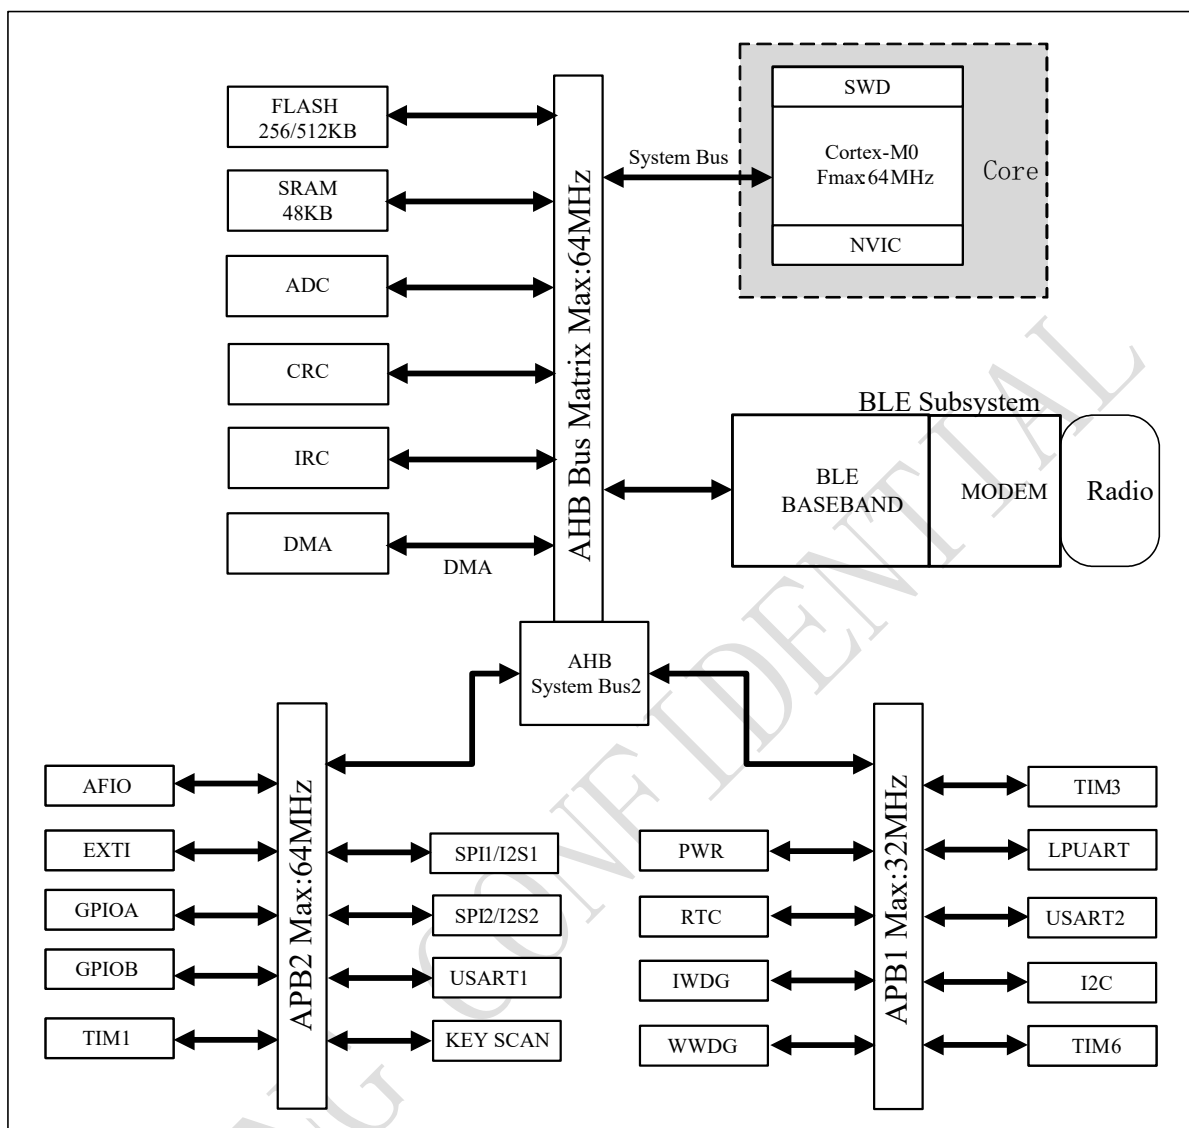 FLASH
256/512KB
SRAM
48KB
ADC
CRC
IRC
DMA
DMA
AHB Bus Matrix Max:64MHz
System Bus
SWD
Cortex-M0
Fmax:64MHz
NVIC
Core
BLE Subsystem
BLE
BASEBAND
MODEM
Radio
AHB
System Bus2
AFIO
EXTI
GPIOA
GPIOB
TIM1
APB2 Max:64MHz
SPI1/I2S1
SPI2/I2S2
USART1
KEY SCAN
PWR
RTC
IWDG
WWDG
APB1 Max:32MHz
TIM3
LPUART
USART2
I2C
TIM6
CONFIDENTIAL